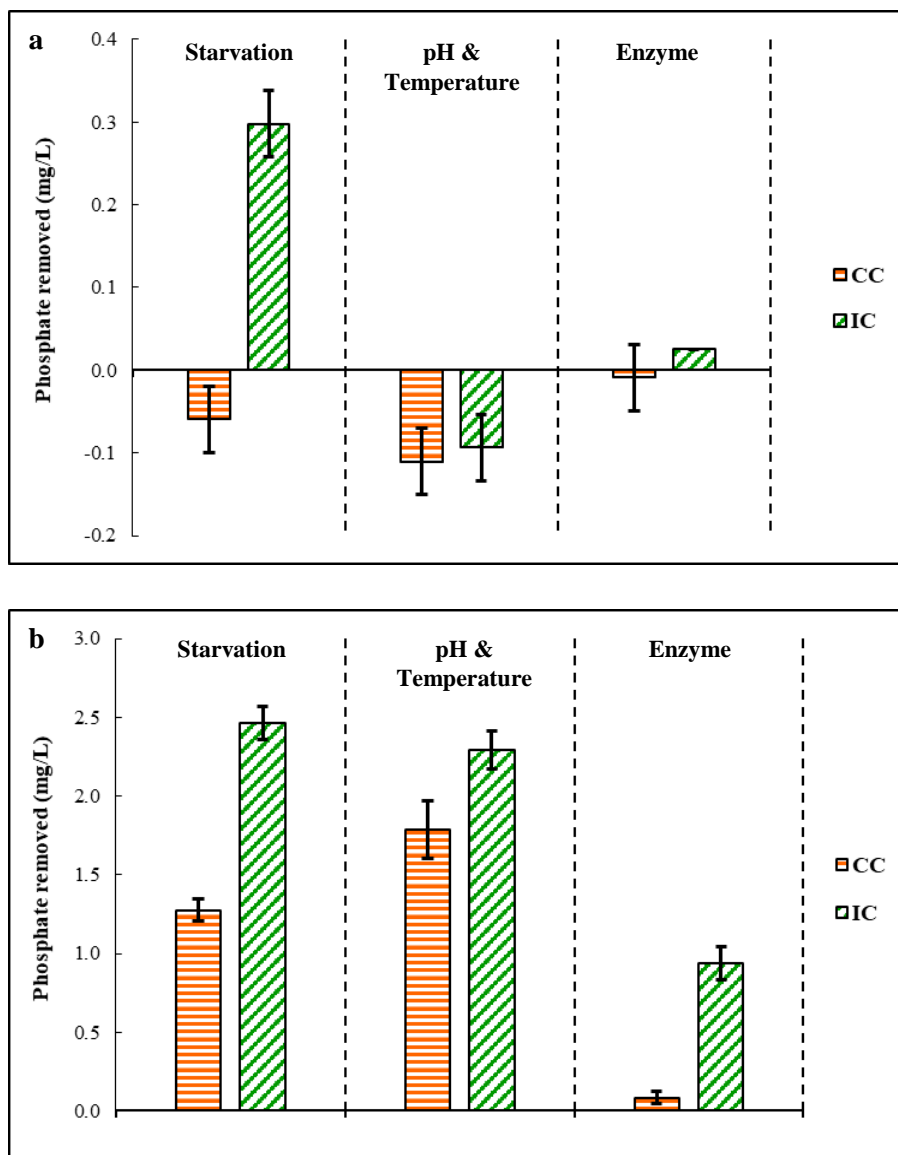 a
Starvation
pH &
Temperature
Enzyme
0.4
0.3
0.2
0.1
0.0
-0.1
-0.2
Phosphate removed (mg/L)
CC
IC
b
Starvation
pH &
Temperature
Enzyme
3.0
2.5
2.0
1.5
1.0
0.5
0.0
Phosphate removed (mg/L)
CC
IC